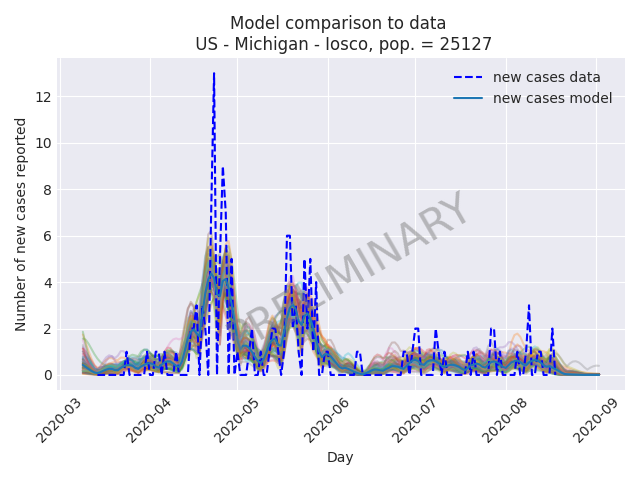 Model comparison to data
US - Michigan - Iosco, pop. = 25127
new cases data
new cases model
PRELIMINARY
Number of new cases reported
12
10
8
6
4
2
0
2020-03
2020-04
2020-05
2020-06
2020-07
2020-08
2020-09
Day